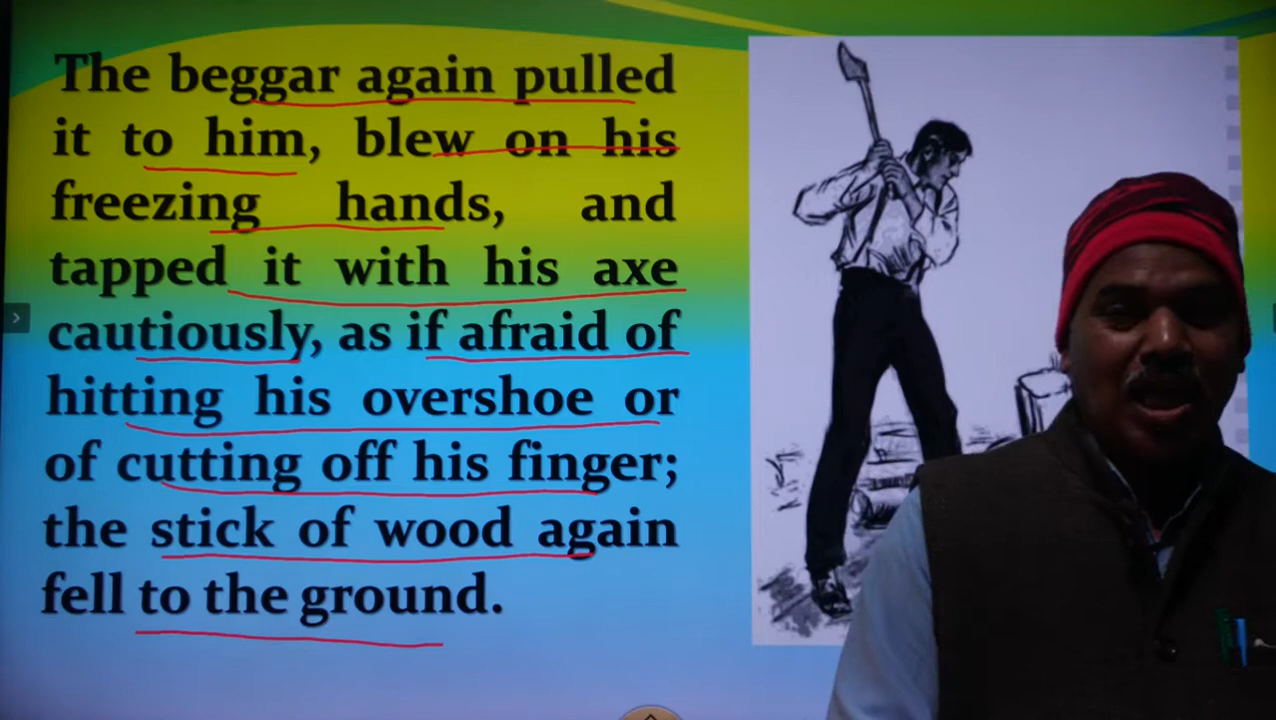 The beggar again pulled
it to him, blew on his
freezing hands, and
tapped it with his axe
cautiously, as if afraid of
hitting his overshoe or
of cutting off his finger;
the stick of wood again
fell to the ground.